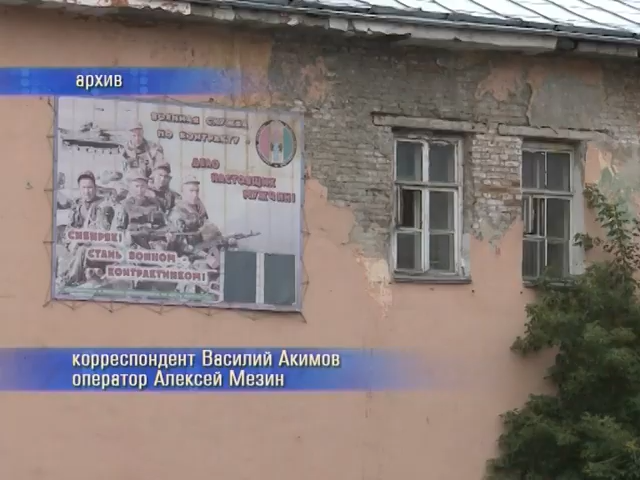 архив
ВОЕННАЯ СЛУЖБА
ПО КОНТРАКТУ
ДЕЛО
НАСТОЯЩИХ
МУЖЧИН!
СИБИРЯК!
СТАНЬ ВОИНОМ
КОНТРАКТНИКОМ!
корреспондент Василий Акимов
оператор Алексей Мезин